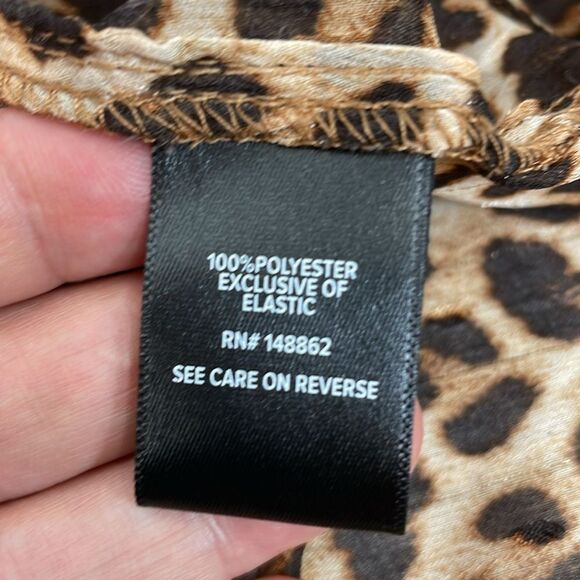 100%POLYESTER
EXCLUSIVE OF
ELASTIC
RN# 148862
SEE CARE ON REVERSE